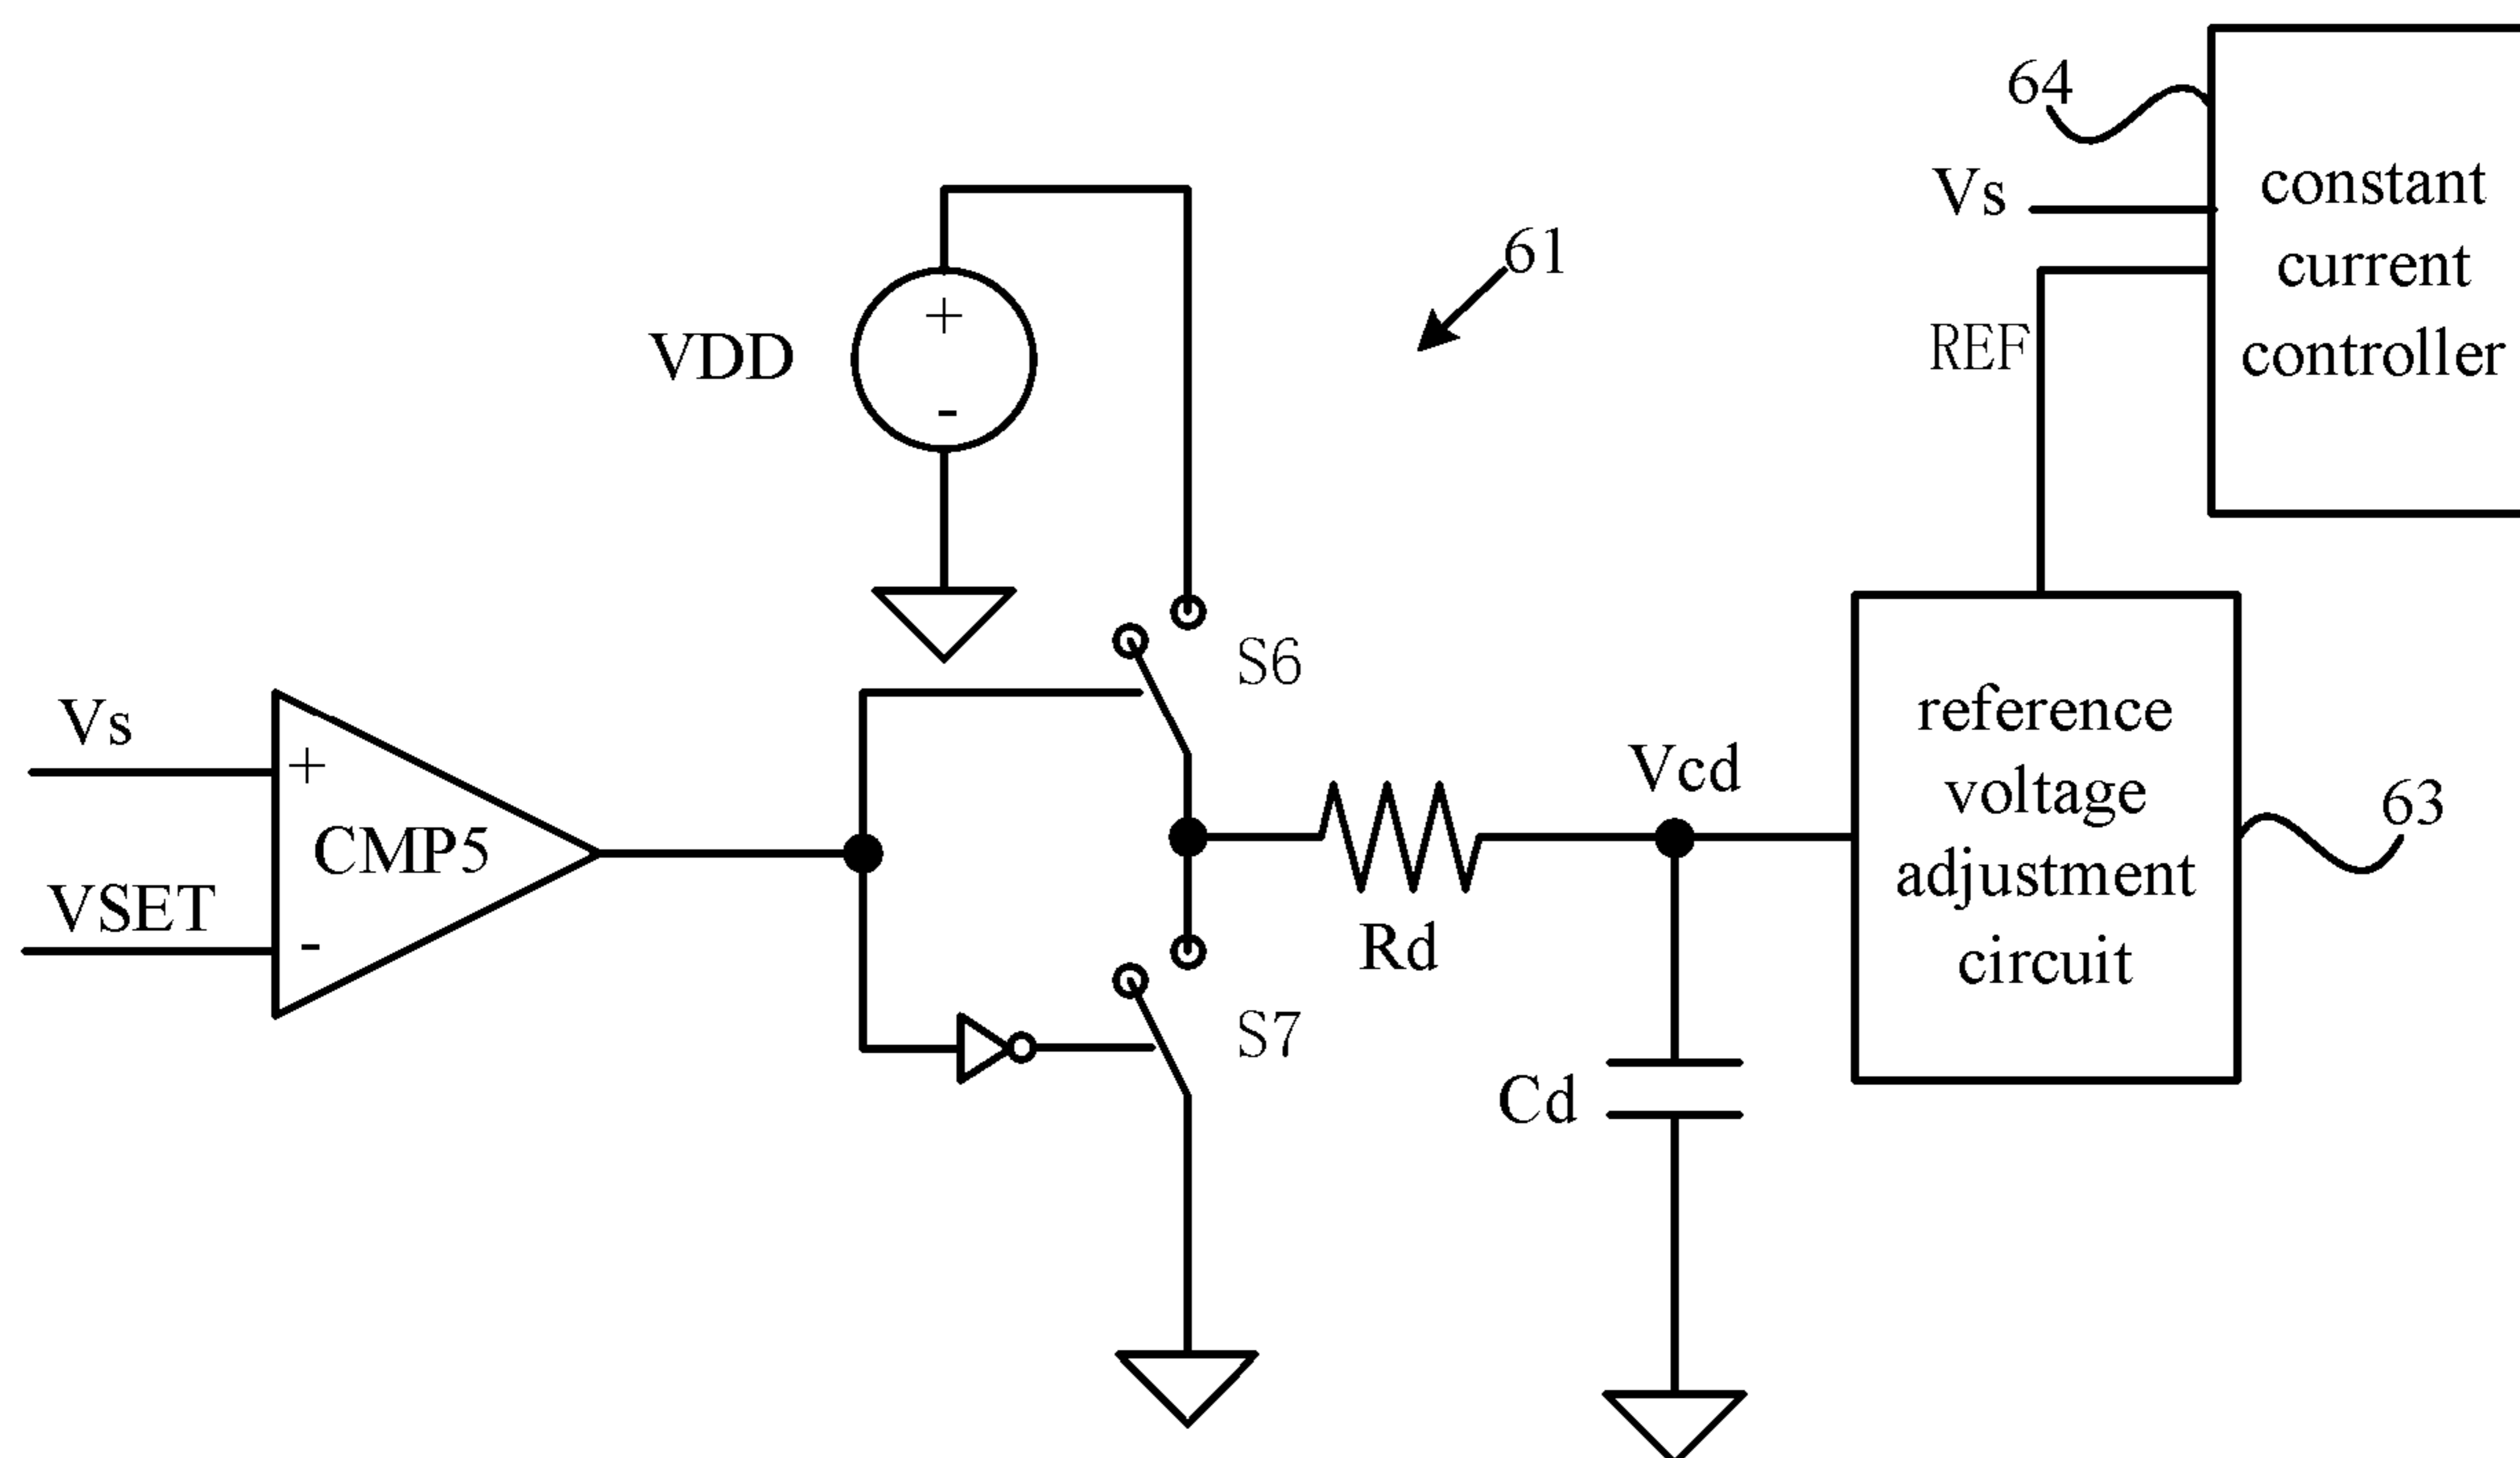 64
constant
current
controller
Vs
REF
61
VDD
+
-
S6
Vs
+
CMP5
VSET
-
S7
Rd
Vcd
Cd
reference
voltage
adjustment
circuit
63